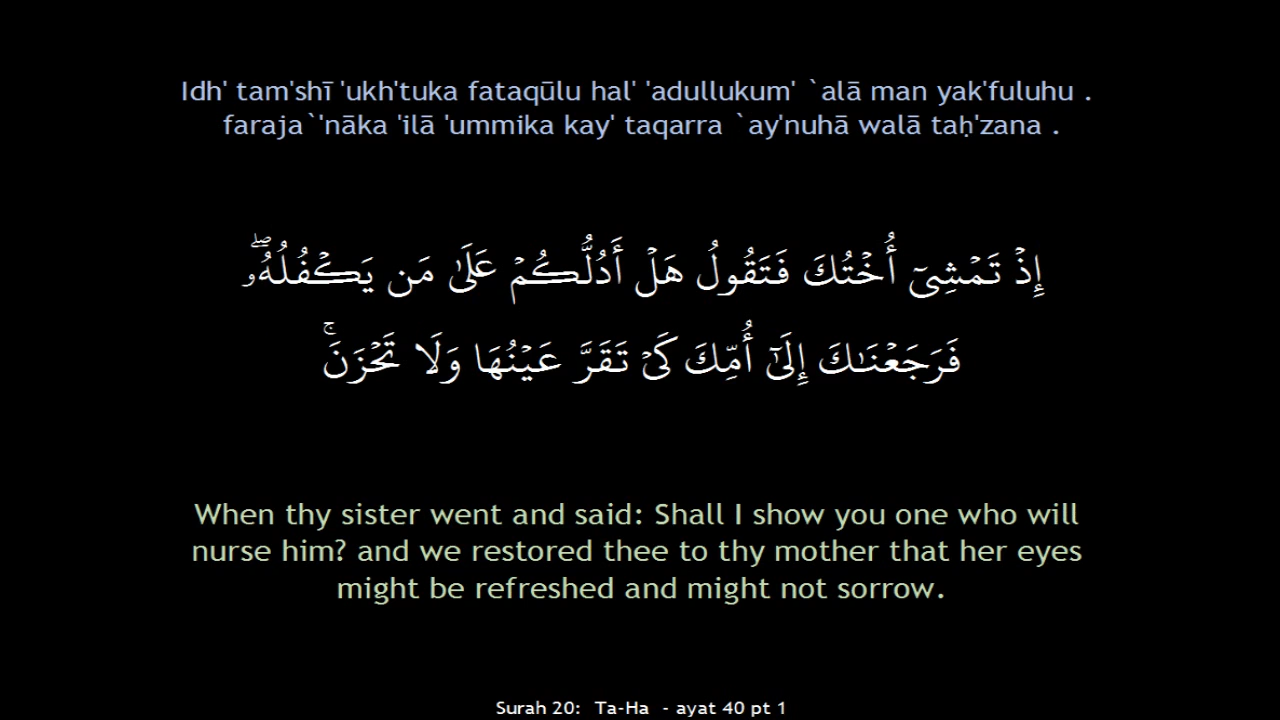 Idh' tam'shī 'ukh'tuka fataqūlu hal' 'adullukum' `alā man yak'fuluhu .
faraja`'nāka 'ilā 'ummika kay' taqarra `ay'nuhā walā taḥ'zana .
إِذۡ تَمۡشِىٓ أُخۡتُكَ فَتَقُولُ هَلۡ أَدُلُّكُمۡ عَلَىٰ مَن يَكۡفُلُهُۥۖ
فَرَجَعۡنَـٰكَ إِلَىٰٓ أُمِّكَ كَىۡ تَقَرَّ عَيۡنُهَا وَلَا تَحۡزَنَۚ
When thy sister went and said: Shall I show you one who will
nurse him? and we restored thee to thy mother that her eyes
might be refreshed and might not sorrow.
Surah 20:  Ta-Ha  - ayat 40 pt 1